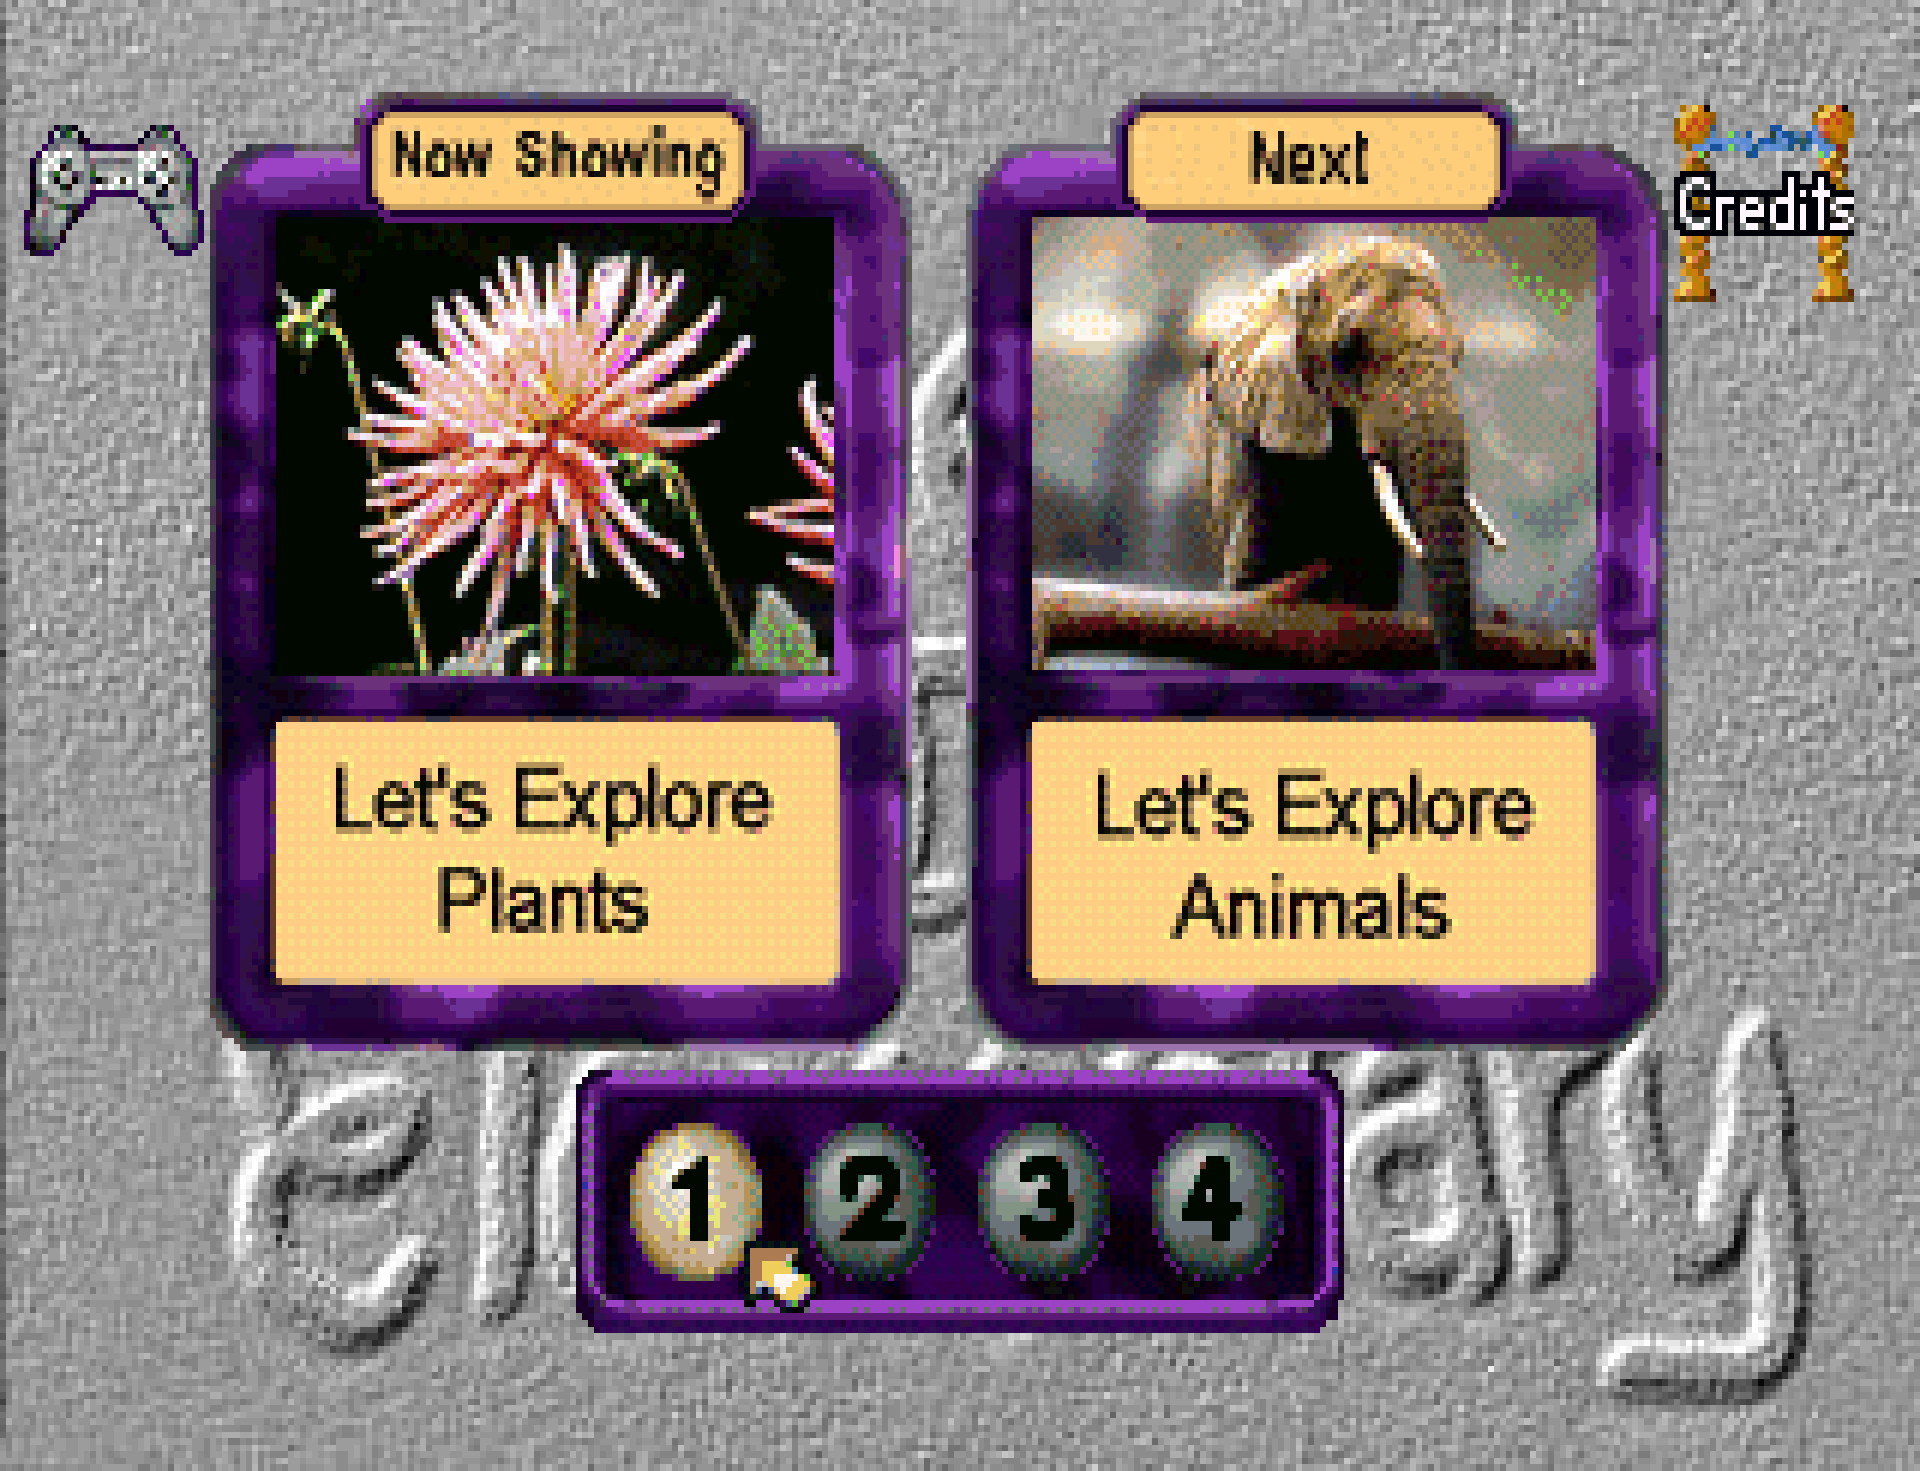 Now Showing
Next
Credits
Let's Explore
Plants
Let's Explore
Animals
1 2 3 4